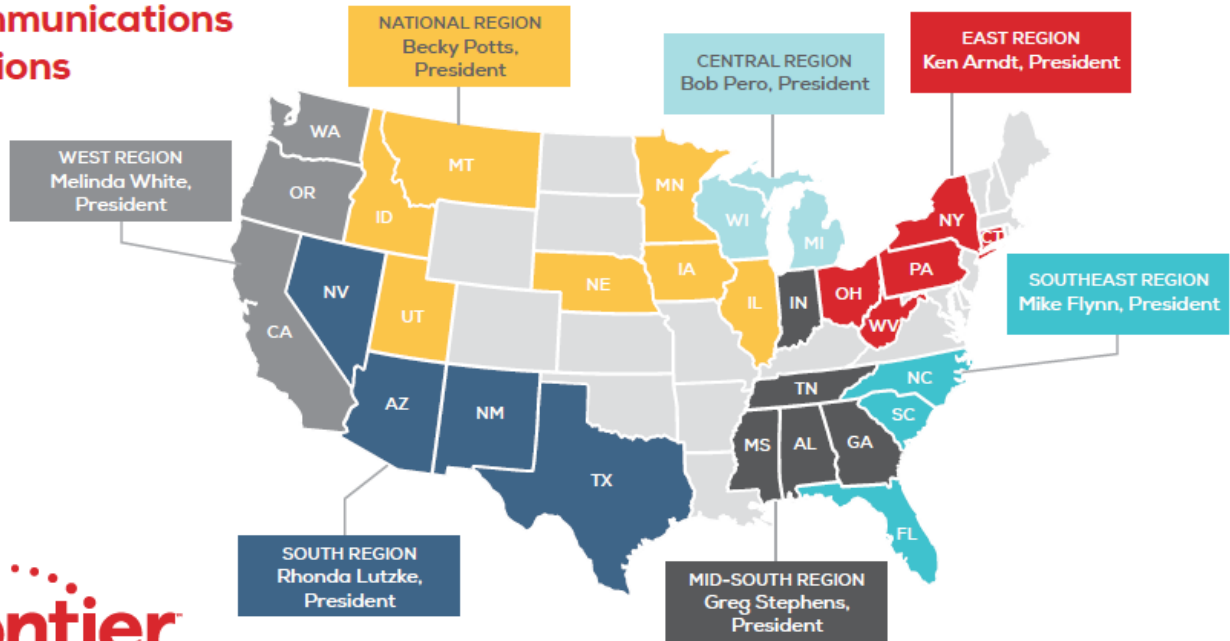 mmunications
ions
NATIONAL REGION
Becky Potts,
President
CENTRAL REGION
Bob Pero, President
EAST REGION
Ken Arndt, President
WEST REGION
Melinda White,
President
SOUTHEAST REGION
Mike Flynn, President
SOUTH REGION
Rhonda Lutzke,
President
MID-SOUTH REGION
Greg Stephens,
President
WA
OR
CA
NV
ID
MT
UT
AZ
NM
TX
NE
MN
IA
IL
WI
MI
IN
OH
WV
PA
NY
CT
TN
MS
AL
GA
NC
SC
FL
ontier